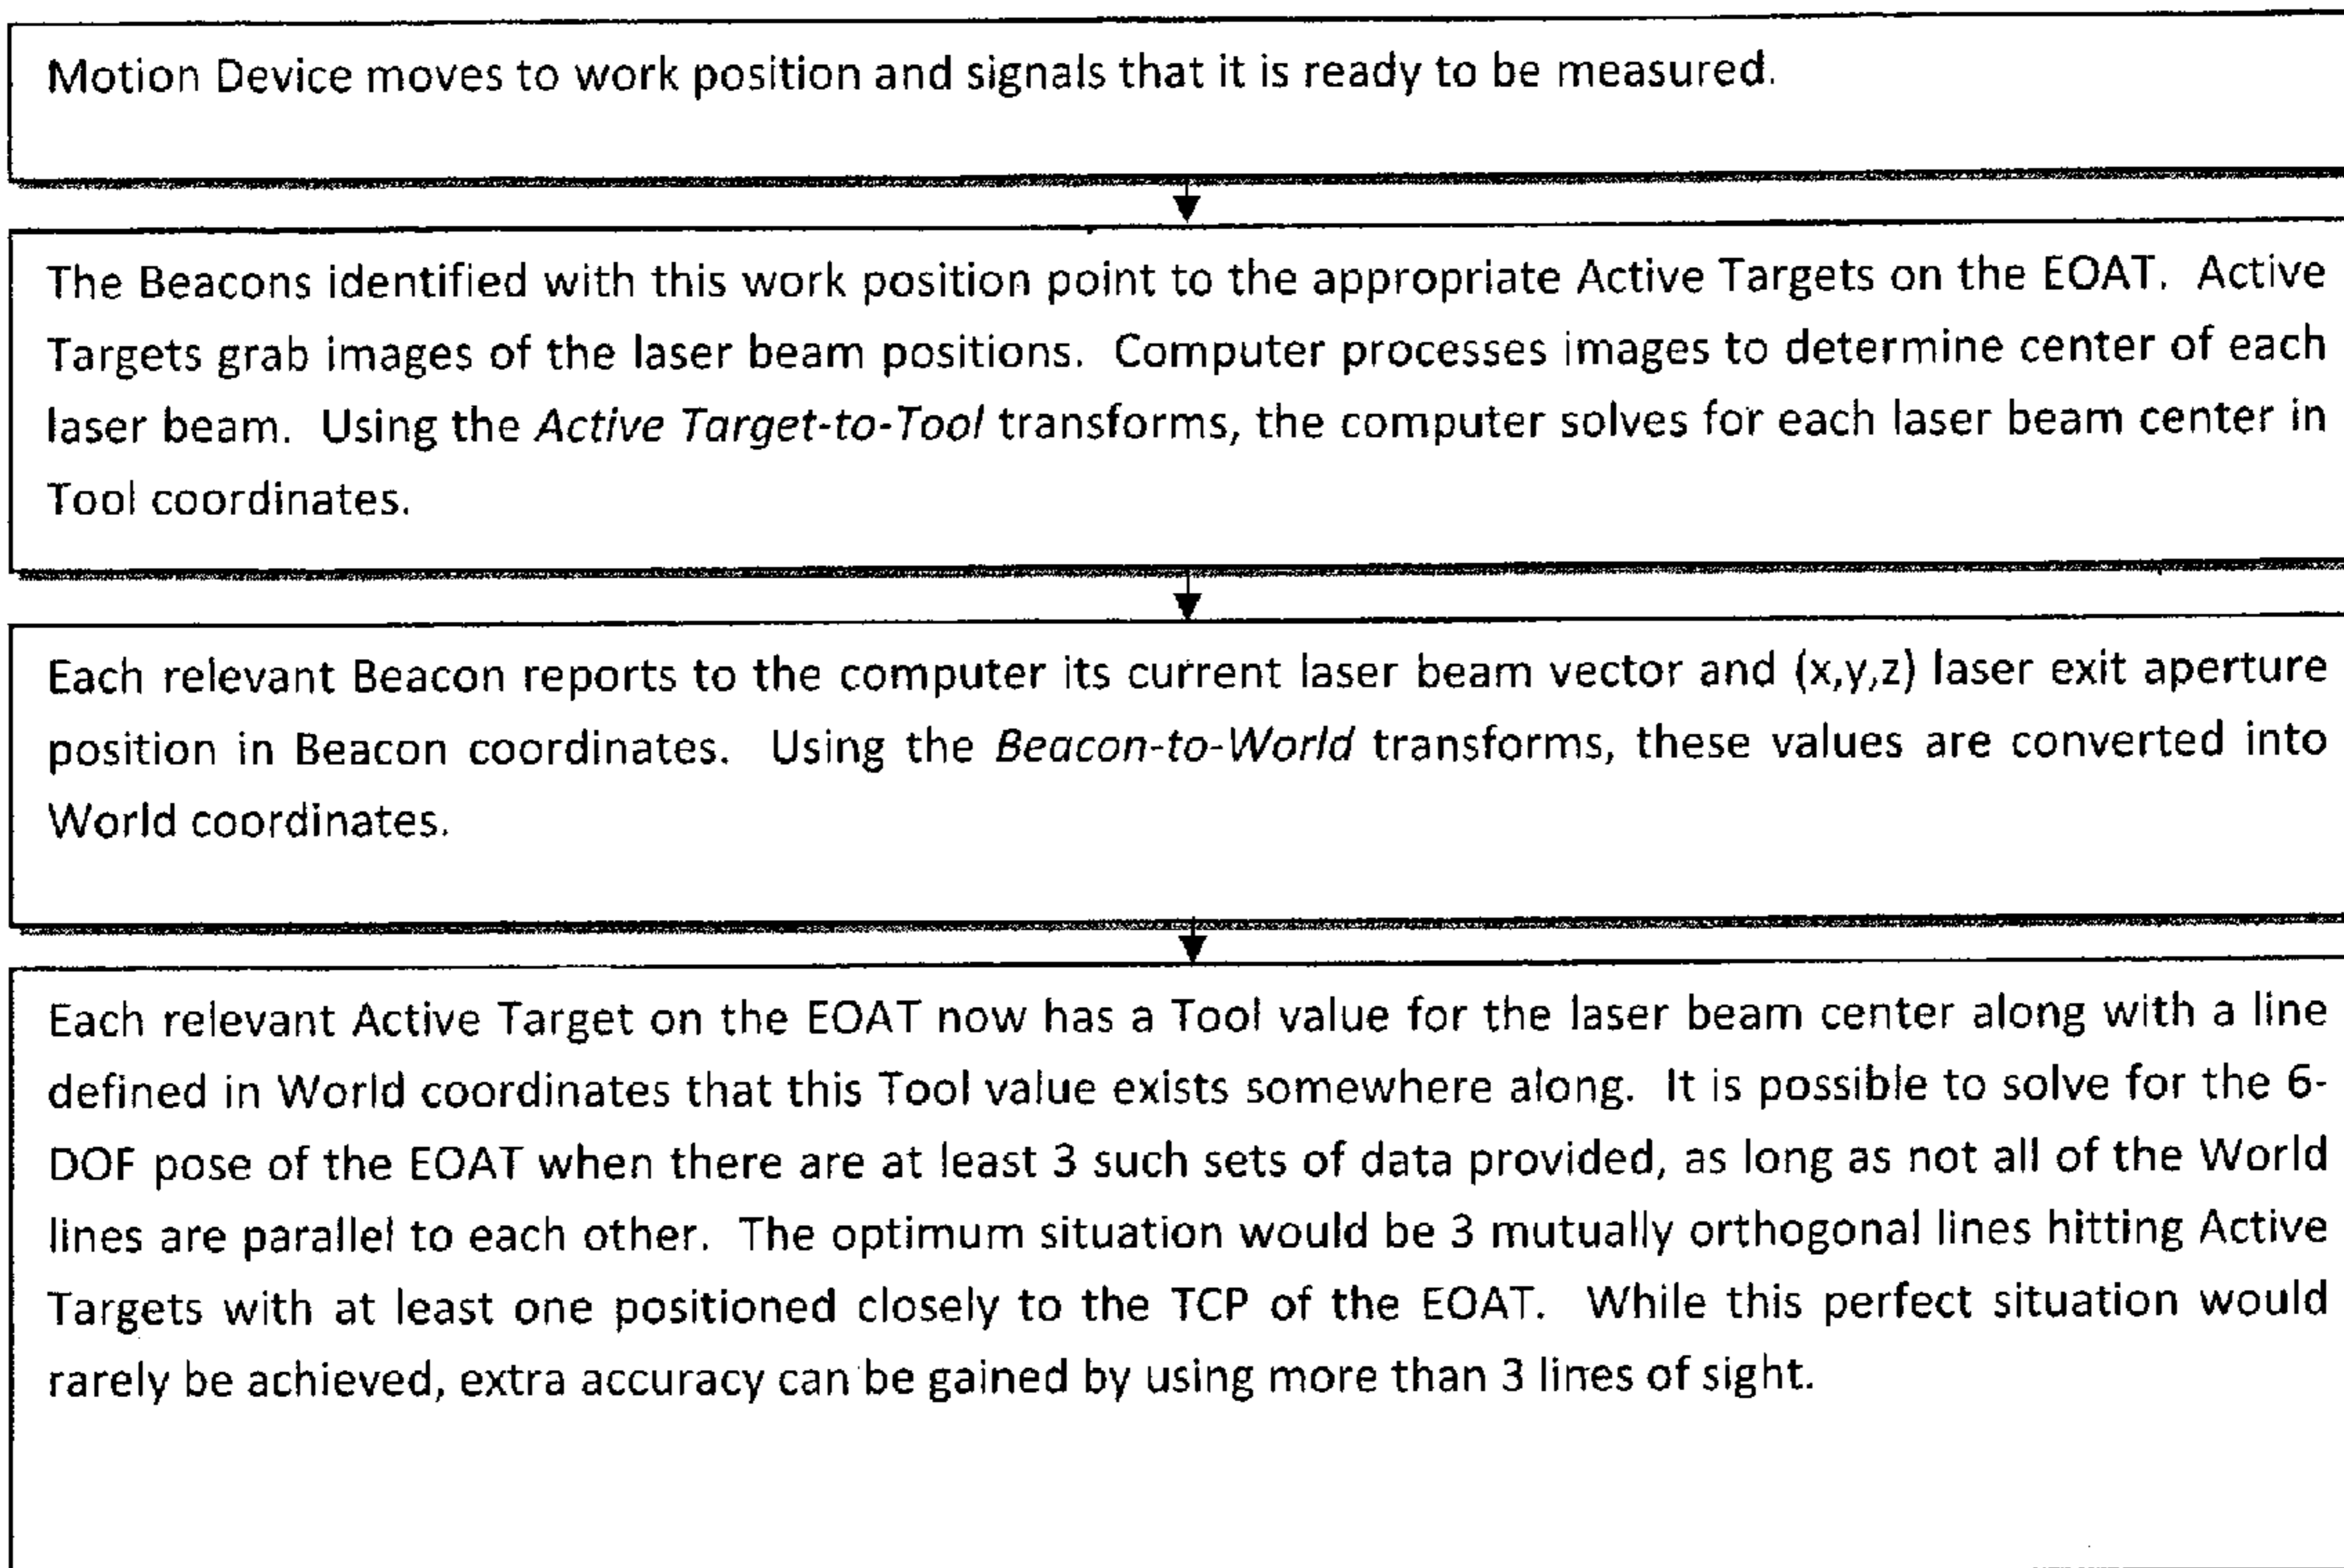 Motion Device moves to work position and signals that it is ready to be measured.
The Beacons identified with this work position point to the appropriate Active Targets on the EOAT. Active
Targets grab images of the laser beam positions. Computer processes images to determine center of each
laser beam. Using the Active Target-to-Tool transforms, the computer solves for each laser beam center in
Tool coordinates.
Each relevant Beacon reports to the computer its current laser beam vector and (x,y,z) laser exit aperture
position in Beacon coordinates. Using the Beacon-to-World transforms, these values are converted into
World coordinates.
Each relevant Active Target on the EOAT now has a Tool value for the laser beam center along with a line
defined in World coordinates that this Tool value exists somewhere along. It is possible to solve for the 6-
DOF pose of the EOAT when there are at least 3 such sets of data provided, as long as not all of the World
lines are parallel to each other. The optimum situation would be 3 mutually orthogonal lines hitting Active
Targets with at least one positioned closely to the TCP of the EOAT. While this perfect situation would
rarely be achieved, extra accuracy can be gained by using more than 3 lines of sight.